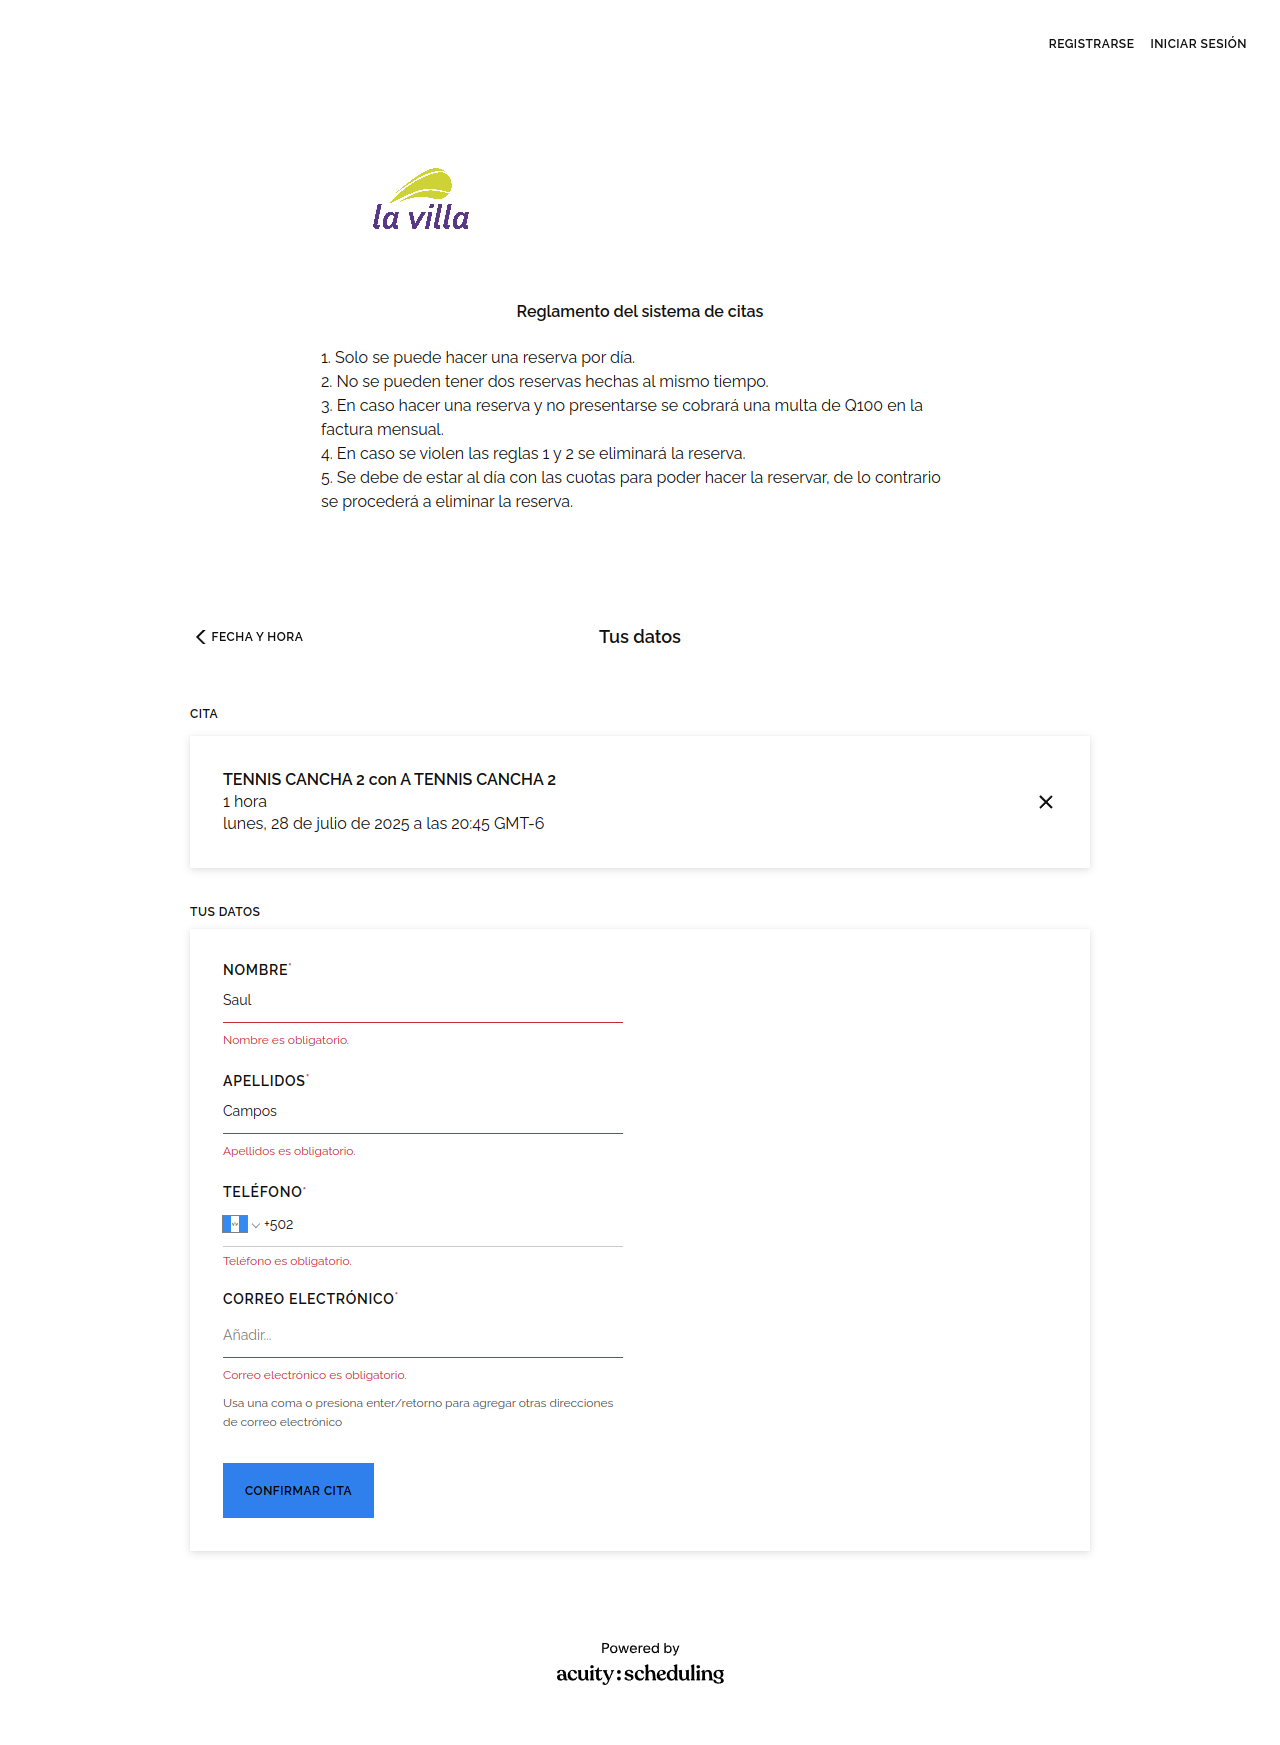 REGISTRARSE INICIAR SESIÓN
la villa
Reglamento del sistema de citas
1. Solo se puede hacer una reserva por día.
2. No se pueden tener dos reservas hechas al mismo tiempo.
3. En caso hacer una reserva y no presentarse se cobrará una multa de Q100 en la
factura mensual.
4. En caso se violen las reglas 1 y 2 se eliminará la reserva.
5. Se debe de estar al día con las cuotas para poder hacer la reservar, de lo contrario
se procederá a eliminar la reserva.
FECHA Y HORA
Tus datos
CITA
TENNIS CANCHA 2 con A TENNIS CANCHA 2
1 hora
lunes, 28 de julio de 2025 a las 20:45 GMT-6
TUS DATOS
NOMBRE*
Saul
Nombre es obligatorio.
APELLIDOS*
Campos
Apellidos es obligatorio.
TELÉFONO*
+502
Teléfono es obligatorio.
CORREO ELECTRÓNICO*
Añadir...
Correo electrónico es obligatorio.
Usa una coma o presiona enter/retorno para agregar otras direcciones
de correo electrónico
CONFIRMAR CITA
Powered by
acuity:scheduling